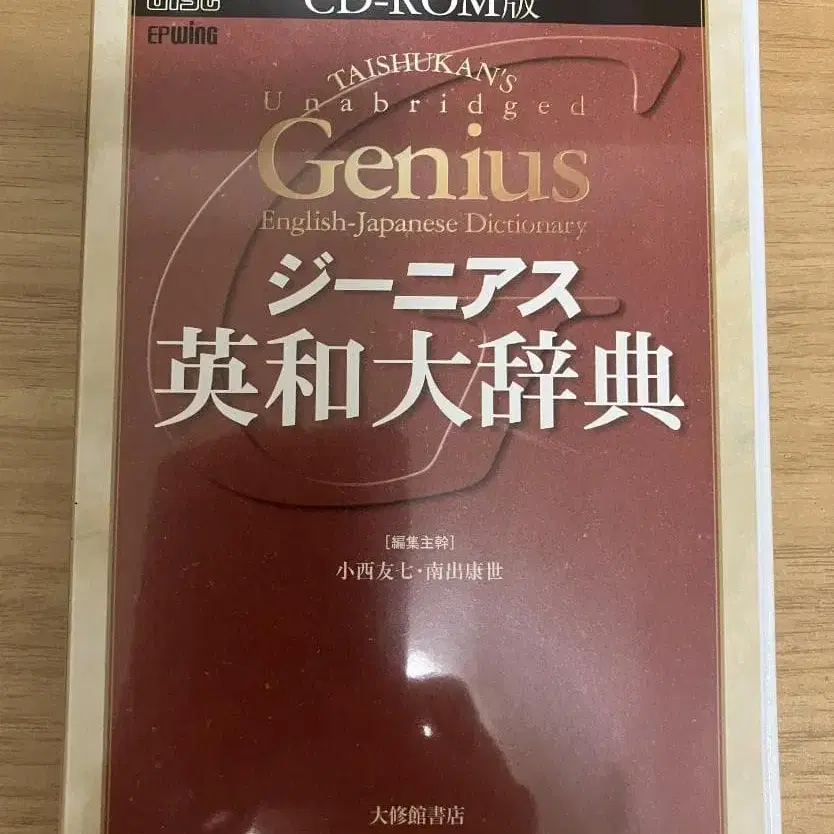 disc
CD-ROM版
EPWING
TAISHUKAN'S
Unabridged
Genius
English-Japanese Dictionary
ジーニアス
英和大辞典
[編集主幹]
小西友七・南出康世
大修館書店